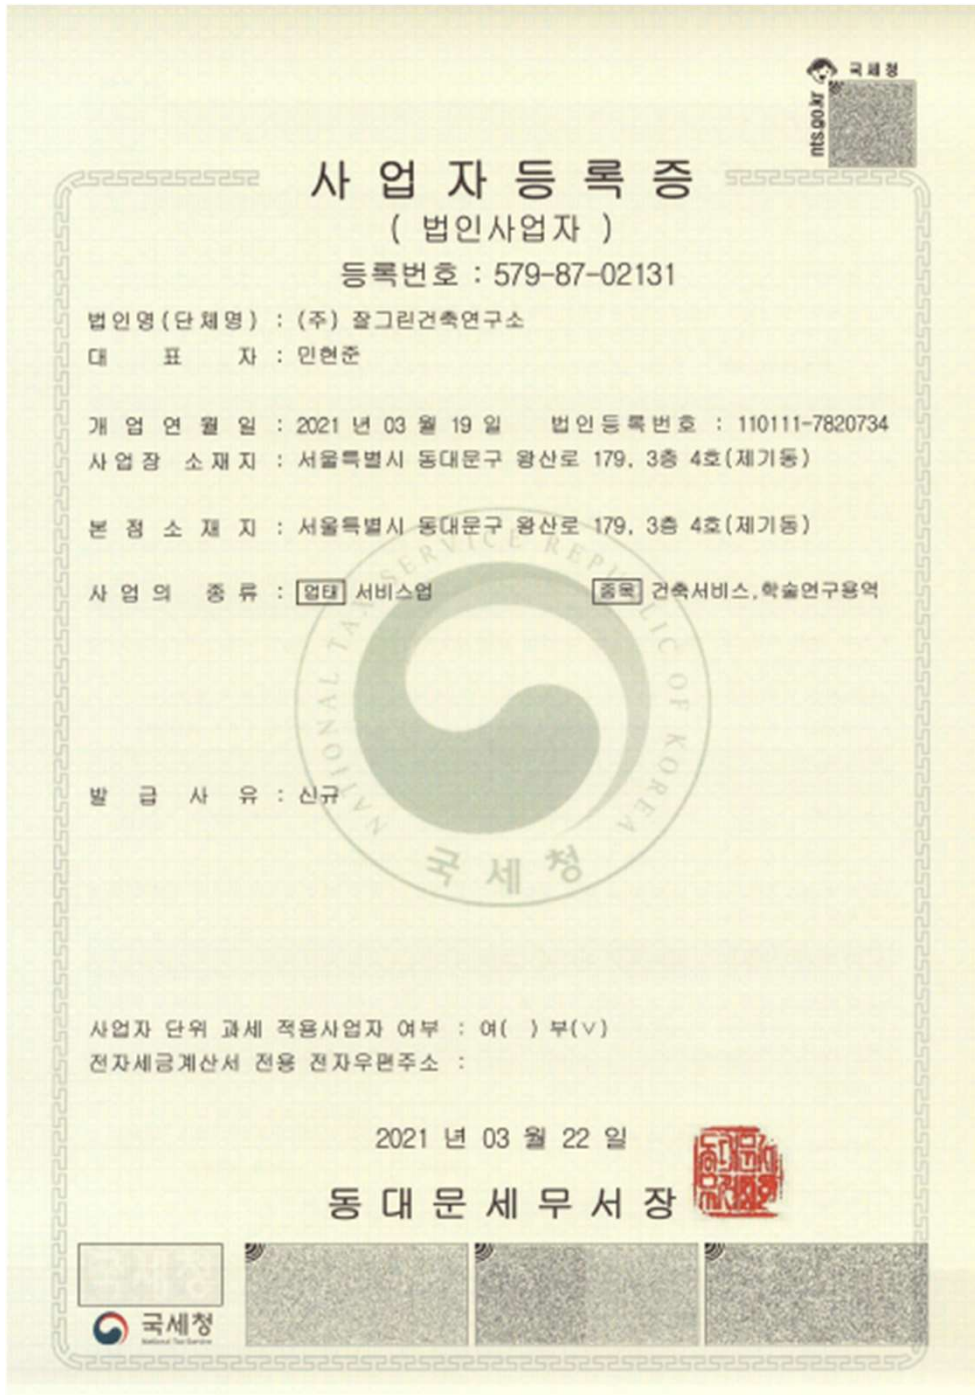 국세청
nts.go.kr
사업자등록증
( 법인사업자 )
등록번호 : 579-87-02131
법인명(단체명) : (주) 잘그린건축연구소
대 표 자 : 민현준
개 업 연 월 일 : 2021 년 03 월 19 일 법인등록번호 : 110111-7820734
사업장 소재지 : 서울특별시 동대문구 왕산로 179, 3층 4호(제기동)
본 점 소 재 지 : 서울특별시 동대문구 왕산로 179, 3층 4호(제기동)
사업의 종류 : 업태 서비스업 종목 건축서비스,학술연구용역
NATIONAL TAX SERVICE REPUBLIC OF KOREA
발 급 사 유 : 신규
국세청
사업자 단위 과세 적용사업자 여부 : 여( ) 부(∨)
전자세금계산서 전용 전자우편주소 :
2021 년 03 월 22 일
동대문세무서장
국세청
국세청
National Tax Service